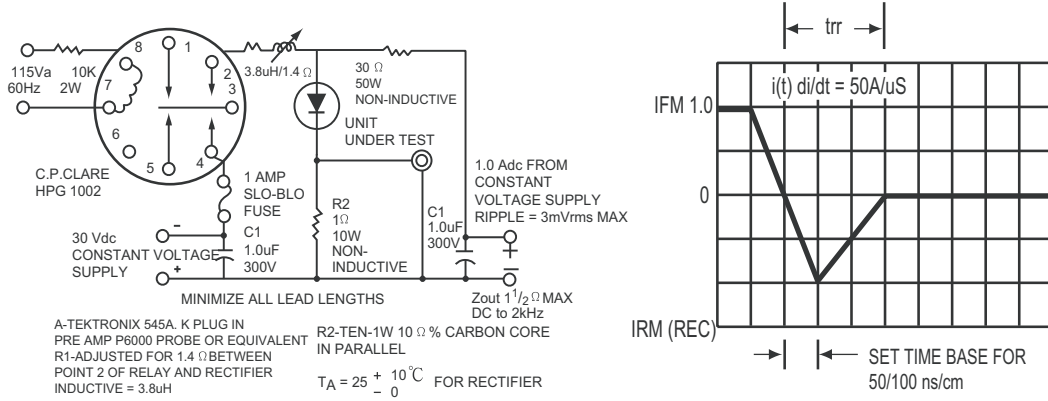 115Va
60Hz
10K
2W
8
1
7
2
3
6
5
4
C.P.CLARE
HPG 1002
3.8uH/1.4 Ω
30 Ω
50W
NON-INDUCTIVE
UNIT
UNDER TEST
1 AMP
SLO-BLO
FUSE
R2
1Ω
10W
NON-
INDUCTIVE
1.0 Adc FROM
CONSTANT
VOLTAGE SUPPLY
RIPPLE = 3mVrms MAX
C1
1.0uF
300V
+
−
30 Vdc
CONSTANT VOLTAGE
SUPPLY
-
+
C1
1.0uF
300V
MINIMIZE ALL LEAD LENGTHS
Zout 1 1/2 Ω MAX
DC to 2kHz
A-TEKTRONIX 545A. K PLUG IN
PRE AMP P6000 PROBE OR EQUIVALENT
R1-ADJUSTED FOR 1.4 Ω BETWEEN
POINT 2 OF RELAY AND RECTIFIER
INDUCTIVE = 3.8uH
R2-TEN-1W 10 Ω % CARBON CORE
IN PARALLEL
TA = 25 + 10℃ − 0 FOR RECTIFIER
trr
i(t) di/dt = 50A/uS
IFM 1.0
0
IRM (REC)
SET TIME BASE FOR
50/100 ns/cm